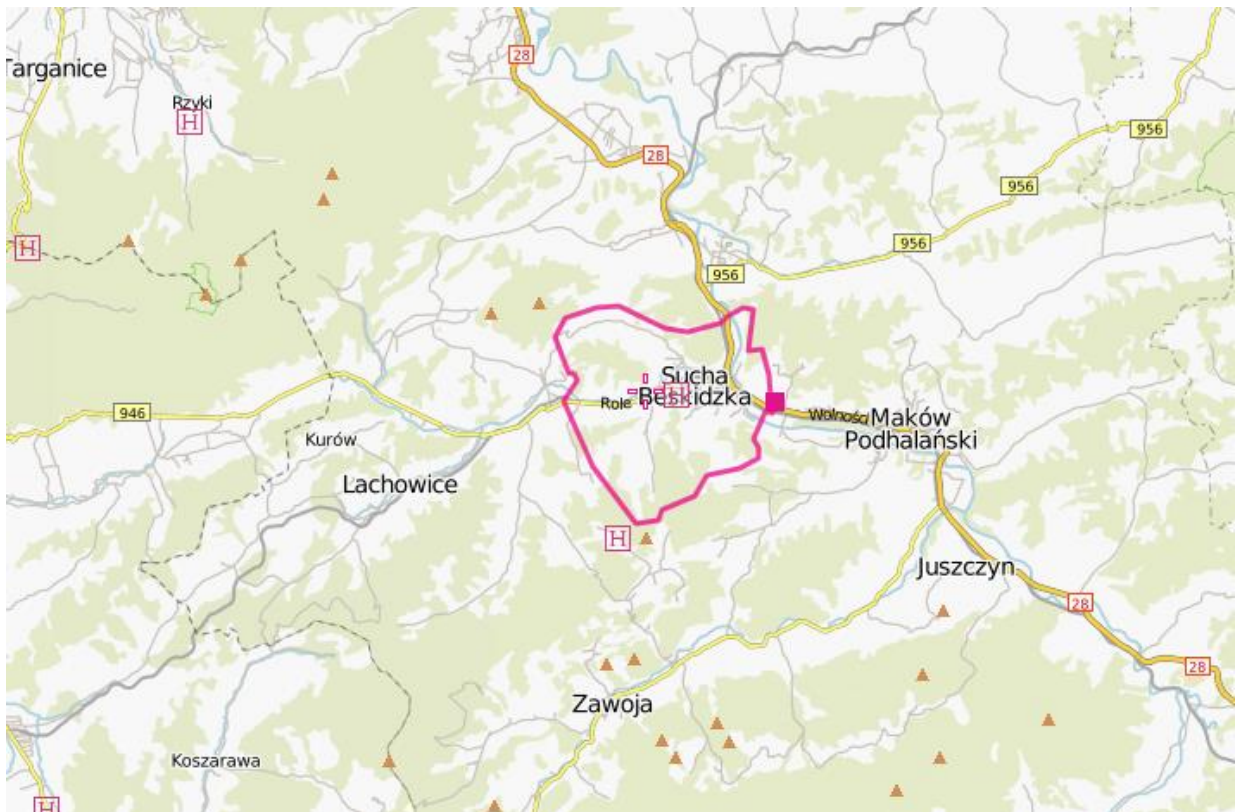 28
Targanice
Rzyki
H
956
28
956
956
H
956
Sucha
Beskidzka
H
Role
946
Wolności
Maków
Podhalański
Kurów
Lachowice
H
Juszczyn
28
28
Zawoja
Koszarawa
H